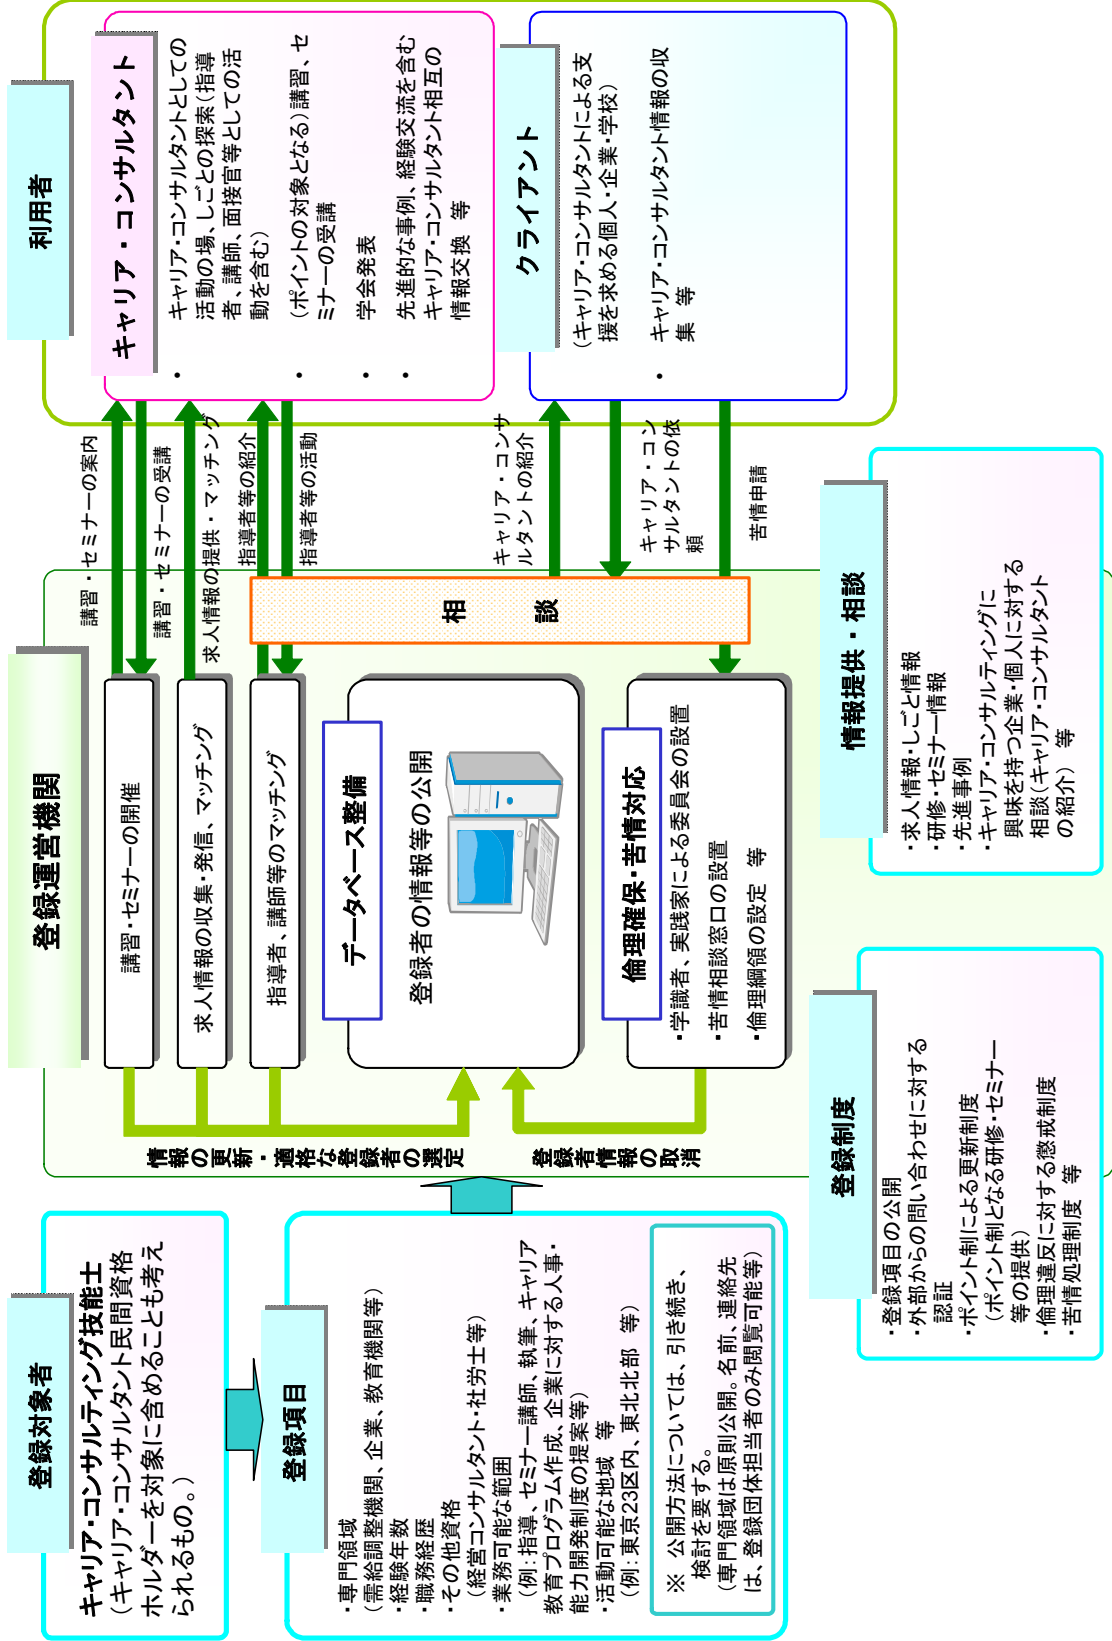 登録対象者
キャリア・コンサルティング技能士
（キャリア・コンサルタント民間資格
ホルダーを対象に含めることも考え
られるもの。）
登録項目
・専門領域
（需給調整機関、企業、教育機関等）
・経験年数
・職務経歴
・その他資格
（経営コンサルタント・社労士等）
・業務可能な範囲
（例：指導、セミナー講師、執筆、キャリア
教育プログラム作成、企業に対する人事・
能力開発制度の提案等）
・活動可能な地域　等
（例：東京23区内、東北北部　等）
※ 公開方法については、引き続き、
検討を要する。
（専門領域は原則公開。名前、連絡先
は、登録団体担当者のみ閲覧可能等）
登録運営機関
講習・セミナーの開催
求人情報の収集・発信、マッチング
指導者、講師等のマッチング
データベース整備
登録者の情報等の公開
倫理確保・苦情対応
・学識者、実践家による委員会の設置
・苦情相談窓口の設置
・倫理綱領の設定　等
情報の更新・適格な登録者の選定
登録者情報の取消
相　談
講習・セミナーの案内
講習・セミナーの受講
求人情報の提供・マッチング
指導者等の紹介
指導者等の活動
キャリア・コンサ
ルタントの紹介
キャリア・コン
サルタントの依
頼
苦情申請
利用者
キャリア・コンサルタント
・キャリア・コンサルタントとしての
活動の場、しごとの探索（指導
者、講師、面接官等としての活
動を含む）
・（ポイントの対象となる）講習、セ
ミナーの受講
・学会発表
・先進的な事例、経験交流を含む
キャリア・コンサルタント相互の
情報交換　等
クライアント
（キャリア・コンサルタントによる支
援を求める個人・企業・学校）
・キャリア・コンサルタント情報の収
集　等
登録制度
・登録項目の公開
・外部からの問い合わせに対する
認証
・ポイント制による更新制度
（ポイント制となる研修・セミナー
等の提供）
・倫理違反に対する懲戒制度
・苦情処理制度　等
情報提供・相談
・求人情報・しごと情報
・研修・セミナー情報
・先進事例
・キャリア・コンサルティングに
興味を持つ企業・個人に対する
相談（キャリア・コンサルタント
の紹介）　等